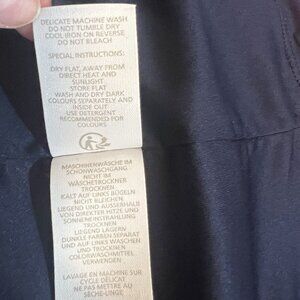 DELICATE MACHINE WASH
DO NOT TUMBLE DRY
COOL IRON ON REVERSE
DO NOT BLEACH
SPECIAL INSTRUCTIONS:
DRY FLAT, AWAY FROM
DIRECT HEAT AND
SUNLIGHT
STORE FLAT
WASH AND DRY DARK
COLOURS SEPARATELY AND
INSIDE OUT
USE DETERGENT
RECOMMENDED FOR
COLOURS
MASCHINENWÄSCHE IM
SCHONWASCHGANG
NICHT IM
WÄSCHETROCKNER
TROCKNEN
KALT AUF LINKS BÜGELN
NICHT BLEICHEN
LIEGEND UND AUSSERHALB
VON DIREKTER HITZE UND
SONNENEINSTRAHLUNG
TROCKNEN
LIEGEND LAGERN
DUNKLE FARBEN SEPARAT
UND AUF LINKS WASCHEN
UND TROCKNEN
COLORWASCHMITTEL
VERWENDEN
LAVAGE EN MACHINE SUR
CYCLE DÉLICAT
NE PAS METTRE AU
SÈCHE-LINGE